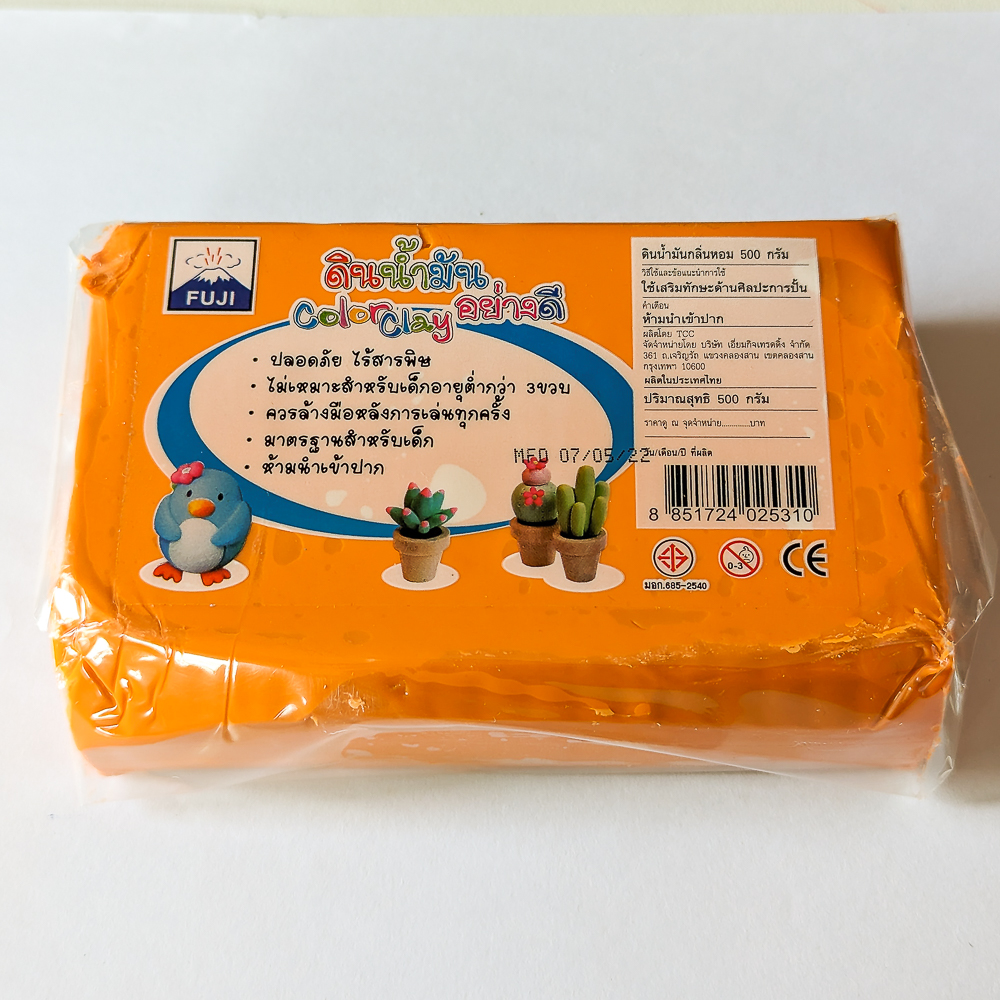 FUJI
ดินน้ำมัน
Color Clay อย่างดี
• ปลอดภัย ไร้สารพิษ
• ไม่เหมาะสำหรับเด็กอายุต่ำกว่า 3ขวบ
• ควรล้างมือหลังการเล่นทุกครั้ง
• มาตรฐานสำหรับเด็ก
• ห้ามนำเข้าปาก
MFD 07/05/22
ดินน้ำมันกลิ่นหอม 500 กรัม
วิธีใช้และข้อแนะนำการใช้
ใช้เสริมทักษะด้านศิลปะการปั้น
คำเตือน
ห้ามนำเข้าปาก
ผลิตโดย TCC
จัดจำหน่ายโดย บริษัท เอี่ยมกิจเทรดดิ้ง จำกัด
361 ถ.เจริญรัถ แขวงคลองสาน เขตคลองสาน
กรุงเทพฯ 10600
ผลิตในประเทศไทย
ปริมาณสุทธิ 500 กรัม
ราคาดู ณ จุดจำหน่าย.............บาท
วัน/เดือน/ปี ที่ผลิต
8 851724 025310
มอก.685-2540
0-3
CE